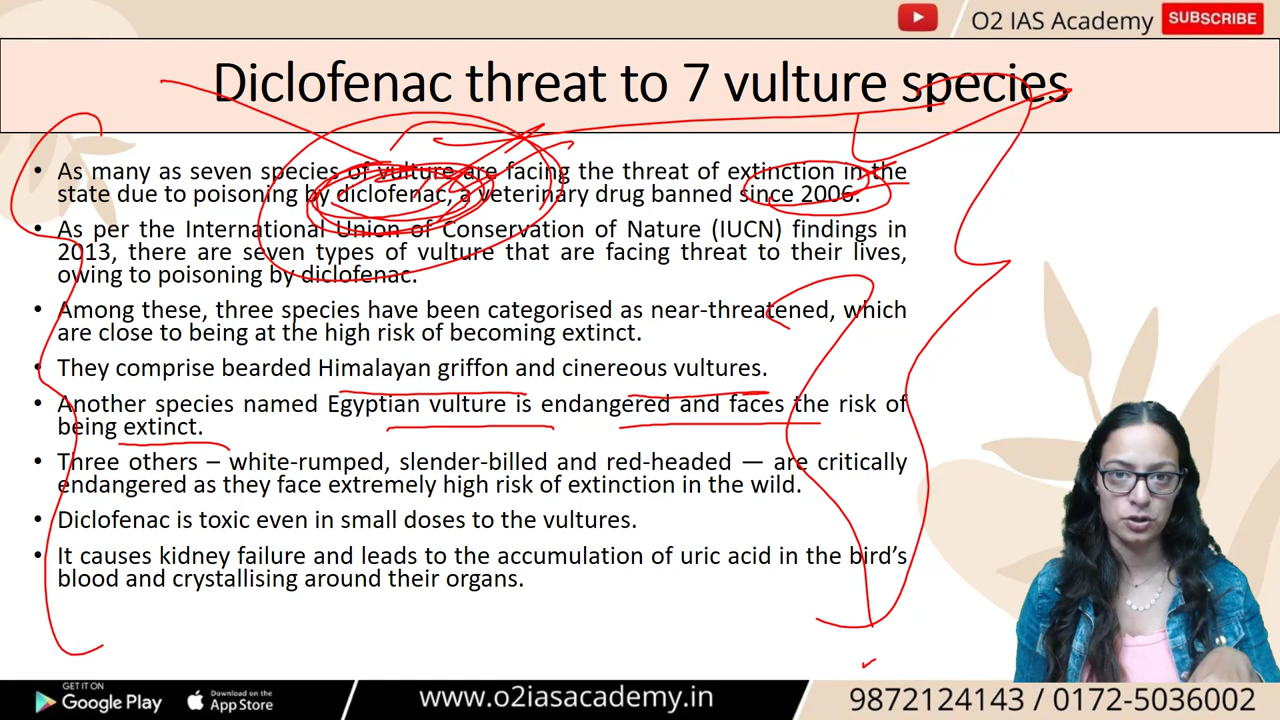 O2 IAS Academy SUBSCRIBE
Diclofenac threat to 7 vulture species
• As many as seven species of vulture are facing the threat of extinction in the
state due to poisoning by diclofenac, a veterinary drug banned since 2006.
• As per the International Union of Conservation of Nature (IUCN) findings in
2013, there are seven types of vulture that are facing threat to their lives,
owing to poisoning by diclofenac.
• Among these, three species have been categorised as near-threatened, which
are close to being at the high risk of becoming extinct.
• They comprise bearded Himalayan griffon and cinereous vultures.
• Another species named Egyptian vulture is endangered and faces the risk of
being extinct.
• Three others – white-rumped, slender-billed and red-headed — are critically
endangered as they face extremely high risk of extinction in the wild.
• Diclofenac is toxic even in small doses to the vultures.
• It causes kidney failure and leads to the accumulation of uric acid in the bird’s
blood and crystallising around their organs.
GET IT ON
Google Play
Download on the
App Store
www.o2iasacademy.in
9872124143 / 0172-5036002